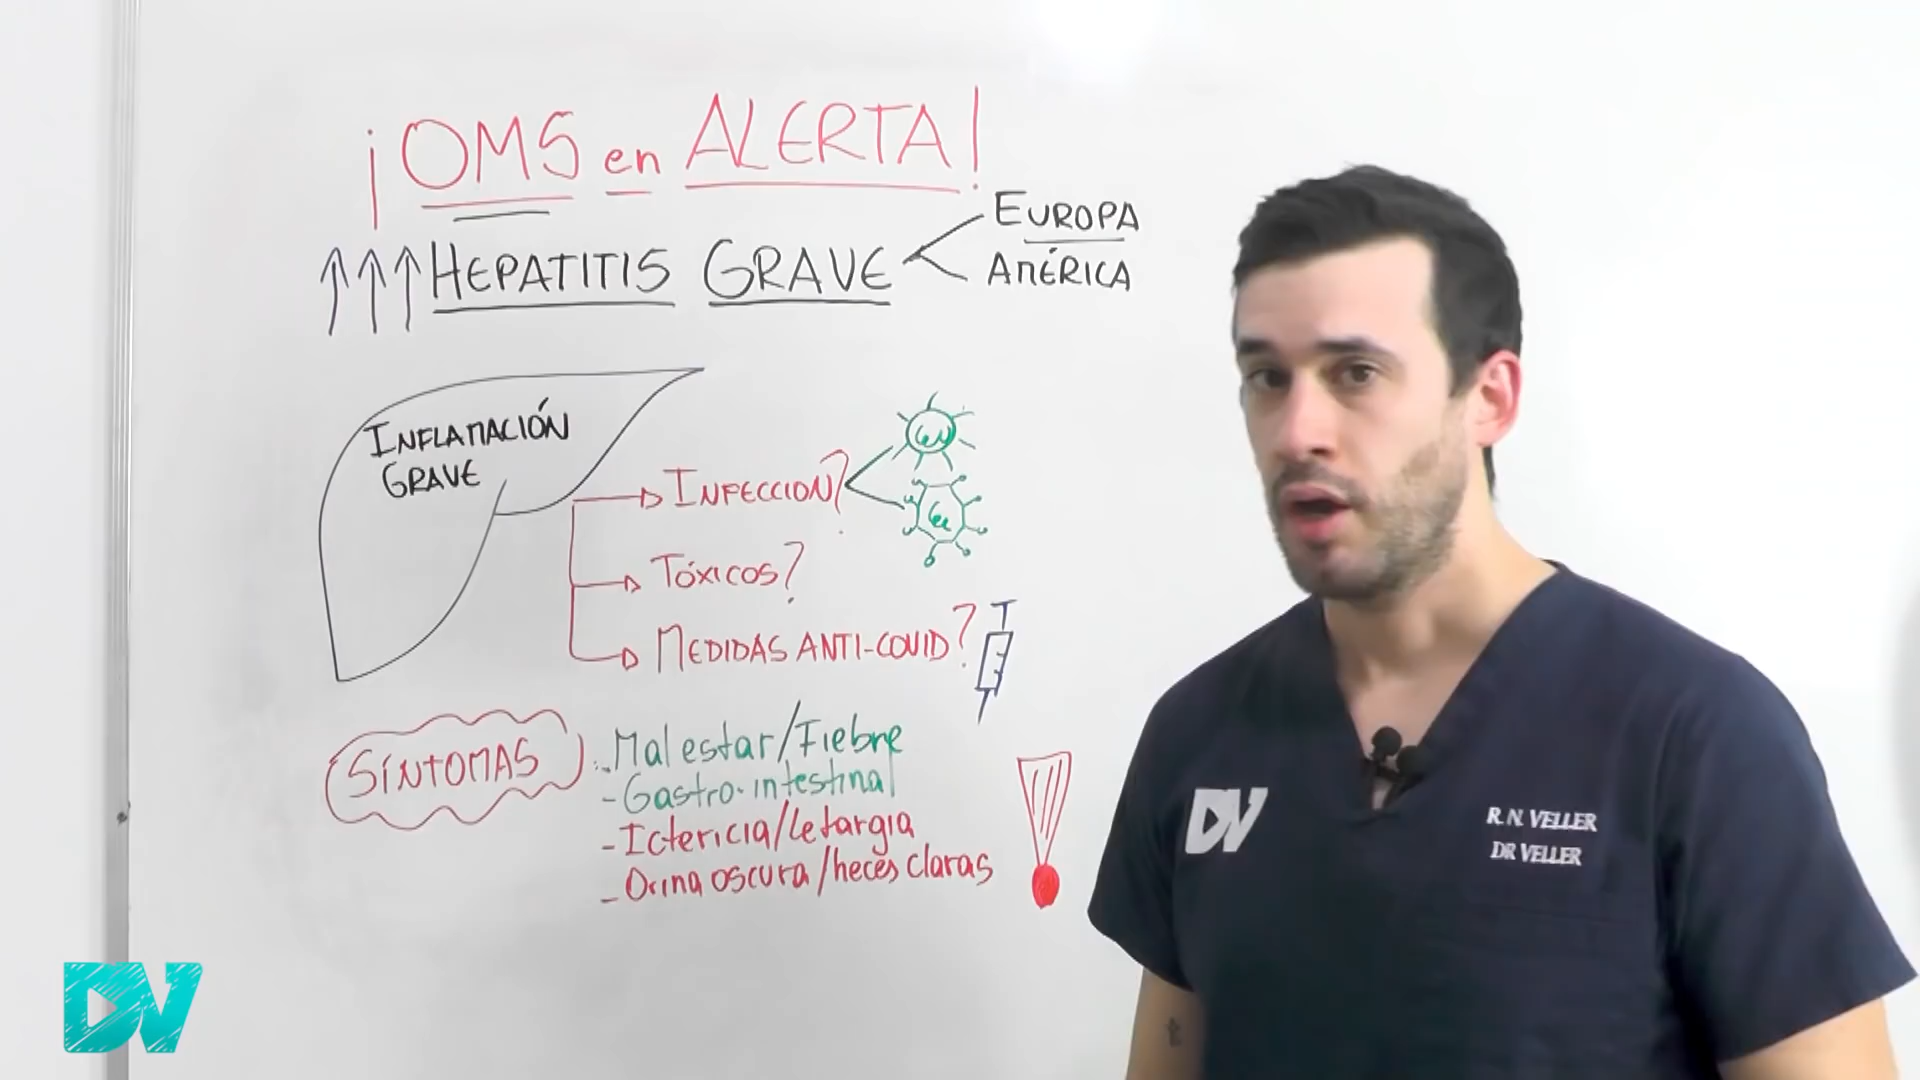 ¡OMS en ALERTA!
↑↑↑ HEPATITIS GRAVE
EUROPA
AMÉRICA
INFLAMACIÓN
GRAVE
INFECCION?
TÓXICOS?
MEDIDAS ANTI-COVID?
SÍNTOMAS
- Malestar/Fiebre
- Gastro-intestinal
- Ictericia/Letargia
- Orina oscura/heces claras
DV
R. N. VELLER
DR VELLER
DV